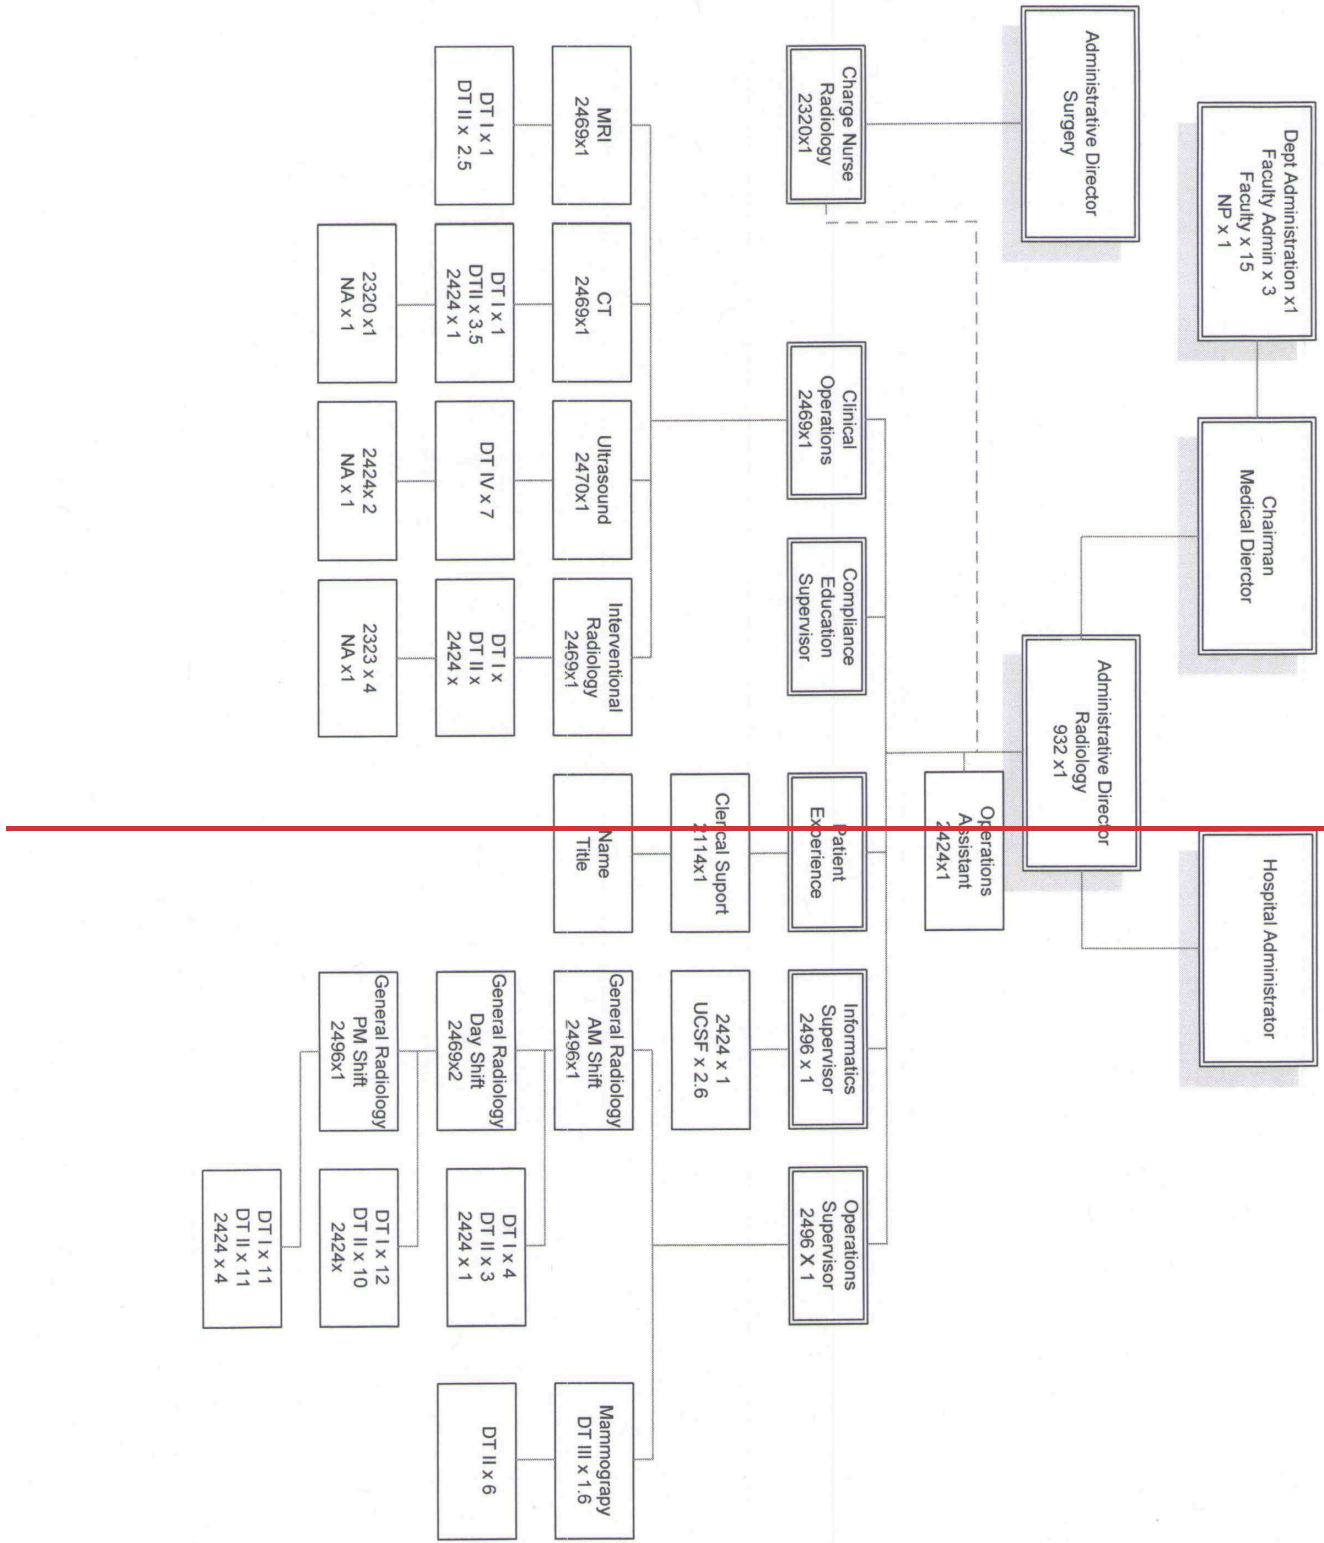 Dept Administration x1
Faculty Admin x 3
Faculty x 15
NP x 1
Chairman
Medical Dierctor
Hospital Administrator
Administrative Director
Surgery
Administrative Director
Radiology
932 x1
Operations
Assistant
2424x1
Charge Nurse
Radiology
2320x1
Clinical
Operations
2469x1
Compliance
Education
Supervisor
Patient
Experience
Informatics
Supervisor
2496 x 1
Operations
Supervisor
2496 X 1
Clerical Suport
2114x1
2424 x 1
UCSF x 2.6
MRI
2469x1
CT
2469x1
Ultrasound
2470x1
Interventional
Radiology
2469x1
Name
Title
General Radiology
AM Shift
2496x1
Mammograpy
DT III x 1.6
DT I x 1
DT II x 2.5
DT I x 1
DTII x 3.5
2424 x 1
DT IV x 7
DT I x
DT II x
2424 x
General Radiology
Day Shift
2469x2
DT I x 4
DT II x 3
2424 x 1
DT II x 6
2320 x1
NA x 1
2424x 2
NA x 1
2323 x 4
NA x1
General Radiology
PM Shift
2496x1
DT I x 12
DT II x 10
2424x
DT I x 11
DT II x 11
2424 x 4